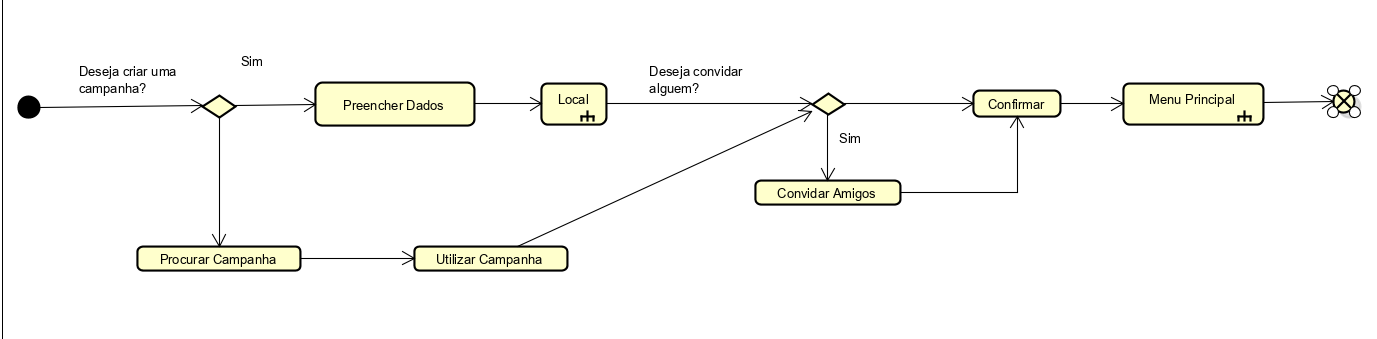 Deseja criar uma
campanha?
Sim
Preencher Dados
Local
Deseja convidar
alguem?
Confirmar
Menu Principal
Sim
Convidar Amigos
Procurar Campanha
Utilizar Campanha